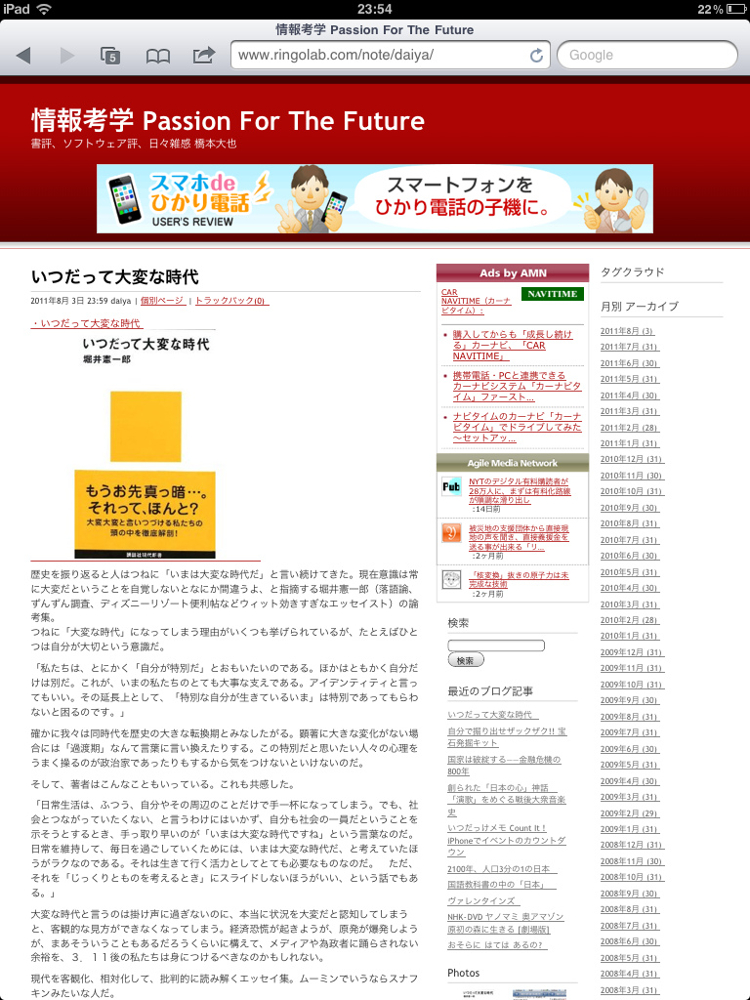 iPad
23:54
22%
情報考学 Passion For The Future
5
www.ringolab.com/note/daiya/
Google
情報考学 Passion For The Future
書評、ソフトウェア評、日々雑感 橋本大也
スマホde
ひかり電話
USER'S REVIEW
スマートフォンを
ひかり電話の子機に。
いつだって大変な時代
2011年8月 3日 23:59 daiya | 個別ページ | トラックバック(0)
・いつだって大変な時代
いつだって大変な時代
堀井憲一郎
もうお先真っ暗…。
それって、ほんと?
大変大変と言いつづける私たちの
頭の中を徹底解剖!
講談社現代新書
歴史を振り返ると人はつねに「いまは大変な時代だ」と言い続けてきた。現在意識は常
に大変だということを自覚しないとなにか間違うよ、と指摘する堀井憲一郎（落語論、
ずんずん調査、ディズニーリゾート便利帖などウィット効きすぎなエッセイスト）の論
考集。
つねに「大変な時代」になってしまう理由がいくつも挙げられているが、たとえばひと
つは自分が大切という意識だ。
「私たちは、とにかく「自分が特別だ」とおもいたいのである。ほかはともかく自分だ
けは別だ。これが、いまの私たちのとても大事な支えである。アイデンティティと言っ
てもいい。その延長上として、「特別な自分が生きているいま」は特別であってもらわ
ないと困るのです。」
確かに我々は同時代を歴史の大きな転換期とみなしたがる。顕著に大きな変化がない場
合には「過渡期」なんて言葉に言い換えたりする。この特別だと思いたい人々の心理を
うまく操るのが政治家であったりもするから気をつけないといけないのだ。
そして、著者はこんなこともいっている。これも共感した。
「日常生活は、ふつう、自分やその周辺のことだけで手一杯になってしまう。でも、社
会とつながっていたくない、と言うわけにはいかず、自分も社会の一員だということを
示そうとするとき、手っ取り早いのが「いまは大変な時代ですね」という言葉なのだ。
日常を維持して、毎日を過ごしていくためには、いまは大変な時代だ、と考えていたほ
うがラクなのである。それは生きて行く活力としてとても必要なものなのだ。　ただ、
それを「じっくりとものを考えるとき」にスライドしないほうがいい、という話でもあ
る。」
大変な時代と言うのは掛け声に過ぎないのに、本当に状況を大変だと認知してしまう
と、客観的な見方ができなくなってしまう。経済恐慌が起きようが、原発が爆発しよう
が、まあそういうこともあるだろうくらいに構えて、メディアや為政者に踊らされない
余裕を、３．１１後の私たちは身につけるべきなのかもしれない。
現代を客観化、相対化して、批判的に読み解くエッセイ集。ムーミンでいうならスナフ
キンみたいな人だ。
Ads by AMN
CAR
NAVITIME（カーナ
ビタイム）:
NAVITIME
購入してからも「成長し続け
る」カーナビ、「CAR
NAVITIME」
携帯電話・PCと連携できる
カーナビシステム「カーナビタ
イム」ファースト...
ナビタイムのカーナビ「カーナ
ビタイム」でドライブしてみた
～セットアッ...
Agile Media Network
Pub
NYTのデジタル有料購読者が
28万人に、まずは有料化路線
が順調な滑り出し
:14日前
被災地の支援団体から直接現
地の声を聞き、直接義援金を
送る事が出来る「リ...
:2ヶ月前
「核変換」抜きの原子力は未
完成な技術
:2ヶ月前
検索
検索
最近のブログ記事
いつだって大変な時代
自分で掘り出せザックザク!! 宝
石発掘キット
国家は破綻する――金融危機の
800年
創られた「日本の心」神話
「演歌」をめぐる戦後大衆音楽
史
いつだっけメモ Count It !
iPhoneでイベントのカウントダ
ウン
2100年、人口3分の1の日本
国語教科書の中の「日本」
ヴァレンタインズ
NHK-DVD ヤノマミ 奥アマゾン
原初の森に生きる [劇場版]
おそらに はては あるの?
Photos
タグクラウド
月別 アーカイブ
2011年8月 (3)
2011年7月 (31)
2011年6月 (30)
2011年5月 (31)
2011年4月 (30)
2011年3月 (31)
2011年2月 (28)
2011年1月 (31)
2010年12月 (31)
2010年11月 (30)
2010年10月 (31)
2010年9月 (30)
2010年8月 (31)
2010年7月 (31)
2010年6月 (30)
2010年5月 (31)
2010年4月 (30)
2010年3月 (31)
2010年2月 (28)
2010年1月 (31)
2009年12月 (31)
2009年11月 (31)
2009年10月 (31)
2009年9月 (30)
2009年8月 (31)
2009年7月 (31)
2009年6月 (30)
2009年5月 (31)
2009年4月 (30)
2009年3月 (31)
2009年2月 (29)
2009年1月 (31)
2008年12月 (31)
2008年11月 (30)
2008年10月 (31)
2008年9月 (30)
2008年8月 (31)
2008年7月 (31)
2008年6月 (30)
2008年5月 (31)
2008年4月 (31)
2008年3月 (31)